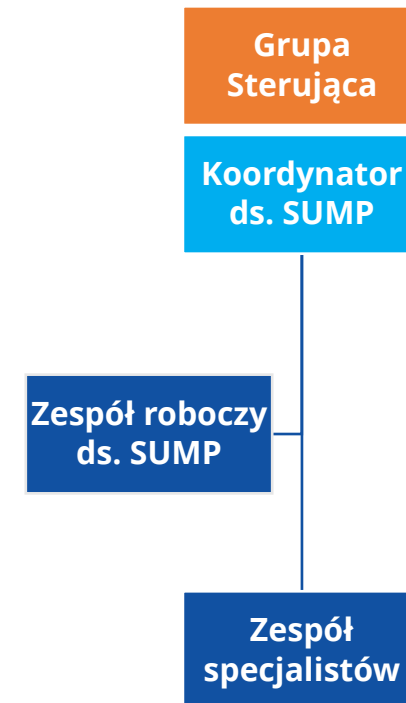 Grupa
Sterująca
Koordynator
ds. SUMP
Zespół roboczy
ds. SUMP
Zespół
specjalistów